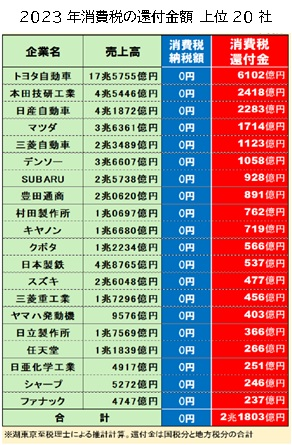 2023年消費税の還付金額 上位20社
企業名 売上高 消費税納税額 消費税還付金
トヨタ自動車 17兆5755億円 0円 6102億円
本田技研工業 4兆5446億円 0円 2418億円
日産自動車 4兆1872億円 0円 2283億円
マツダ 3兆6361億円 0円 1714億円
三菱自動車 2兆3489億円 0円 1123億円
デンソー 3兆6607億円 0円 1058億円
SUBARU 2兆5738億円 0円 928億円
豊田通商 2兆0620億円 0円 891億円
村田製作所 1兆0697億円 0円 762億円
キヤノン 1兆6680億円 0円 719億円
クボタ 1兆2234億円 0円 566億円
日本製鉄 4兆8765億円 0円 537億円
スズキ 2兆6048億円 0円 477億円
三菱重工業 1兆7296億円 0円 456億円
ヤマハ発動機 9576億円 0円 403億円
日立製作所 1兆7569億円 0円 366億円
任天堂 1兆1839億円 0円 266億円
日亜化学工業 4917億円 0円 251億円
シャープ 5272億円 0円 246億円
ファナック 4747億円 0円 237億円
合計 0円 2兆1803億円
※湖東京至税理士による推計計算。還付金は国税分と地方税分の合計